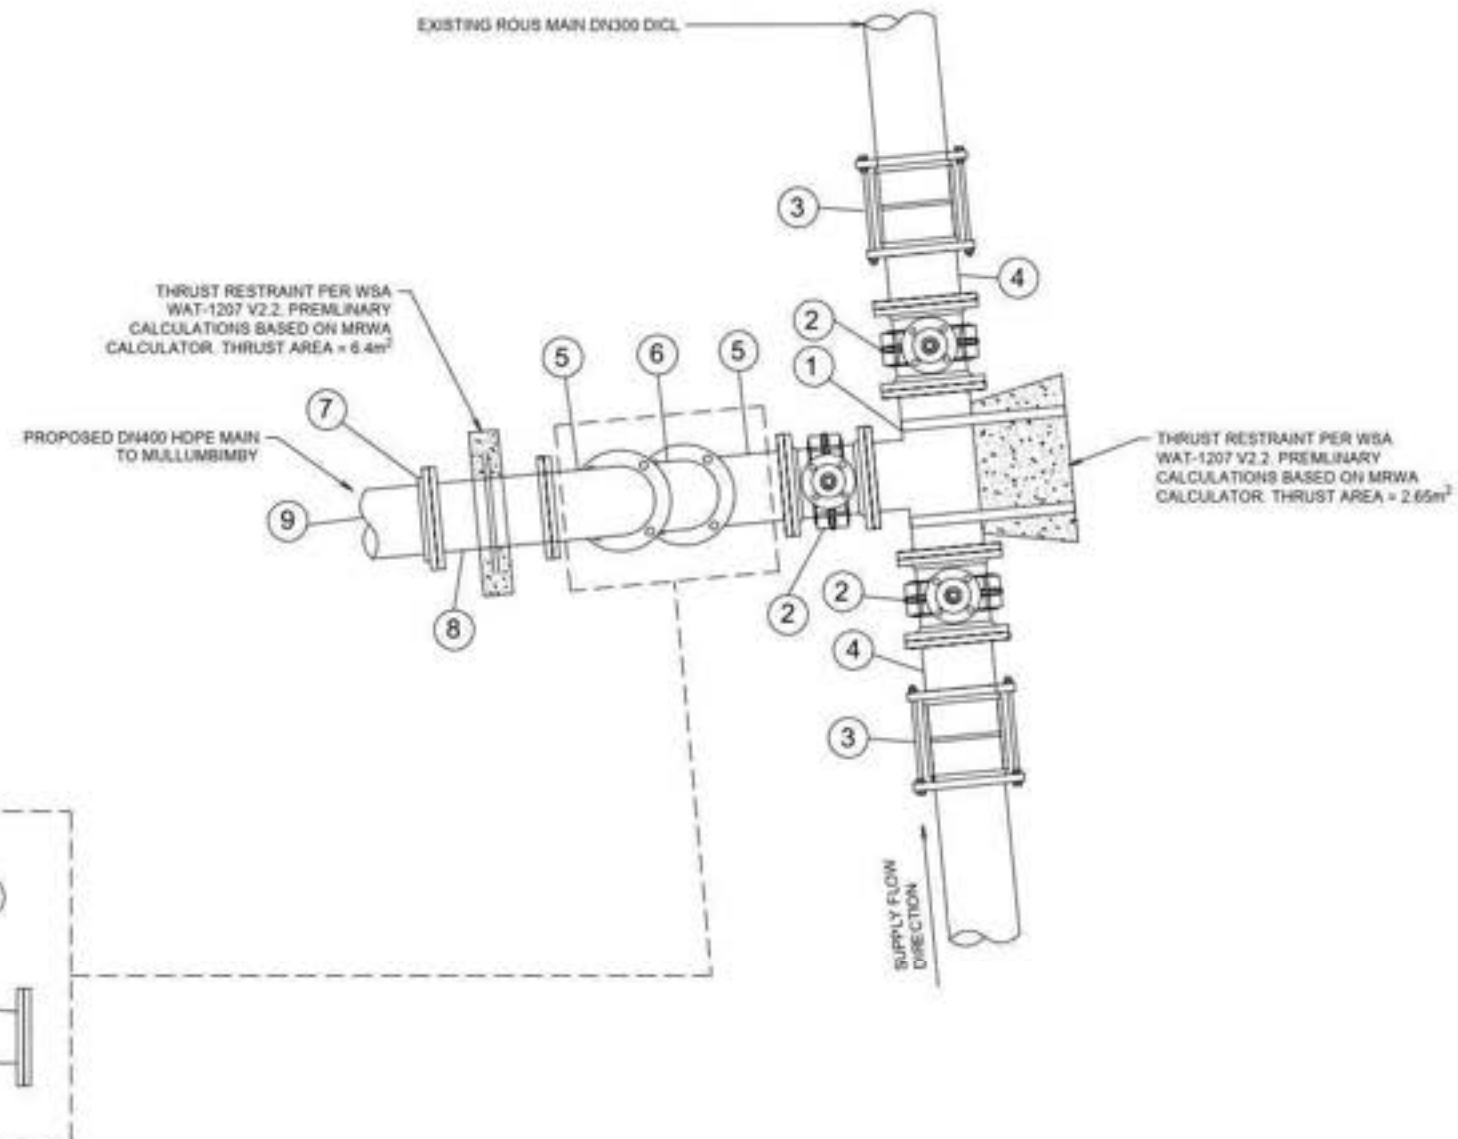 EXISTING ROUS MAIN DN300 DICL
3
4
THRUST RESTRAINT PER WSA
WAT-1207 V2.2. PREMLINARY
CALCULATIONS BASED ON MRWA
CALCULATOR. THRUST AREA = 6.4m²
2
1
5
6
5
7
PROPOSED DN400 HDPE MAIN
TO MULLUMBIMBY
THRUST RESTRAINT PER WSA
WAT-1207 V2.2. PREMLINARY
CALCULATIONS BASED ON MRWA
CALCULATOR. THRUST AREA = 2.65m²
9
8
2
2
4
3
SUPPLY FLOW
DIRECTION